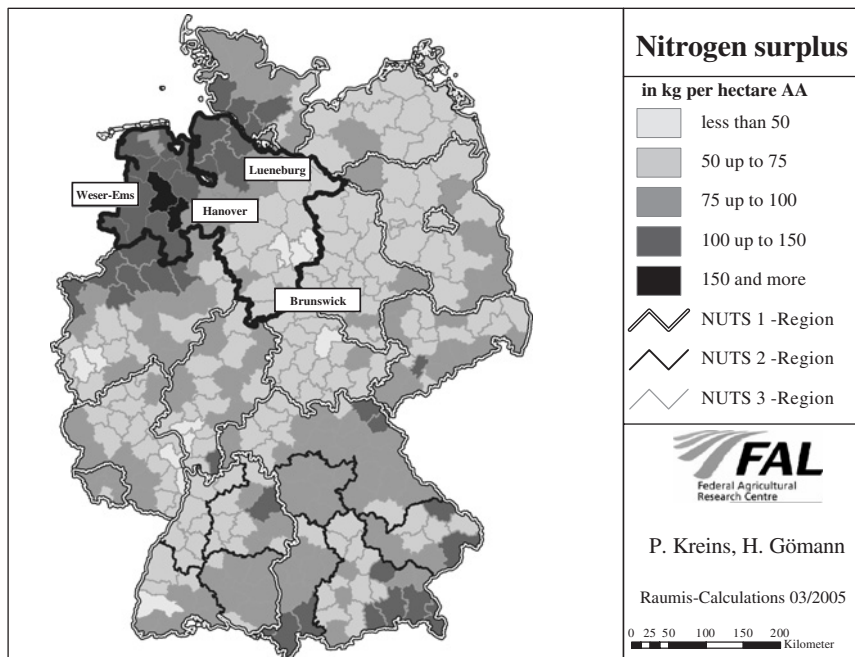 Nitrogen surplus
in kg per hectare AA
less than 50
50 up to 75
75 up to 100
100 up to 150
150 and more
NUTS 1 -Region
NUTS 2 -Region
NUTS 3 -Region
FAL
Federal Agricultural
Research Centre
P. Kreins, H. Gömann
Raumis-Calculations 03/2005
0 25 50 100 150 200
Kilometer
Lueneburg
Weser-Ems
Hanover
Brunswick